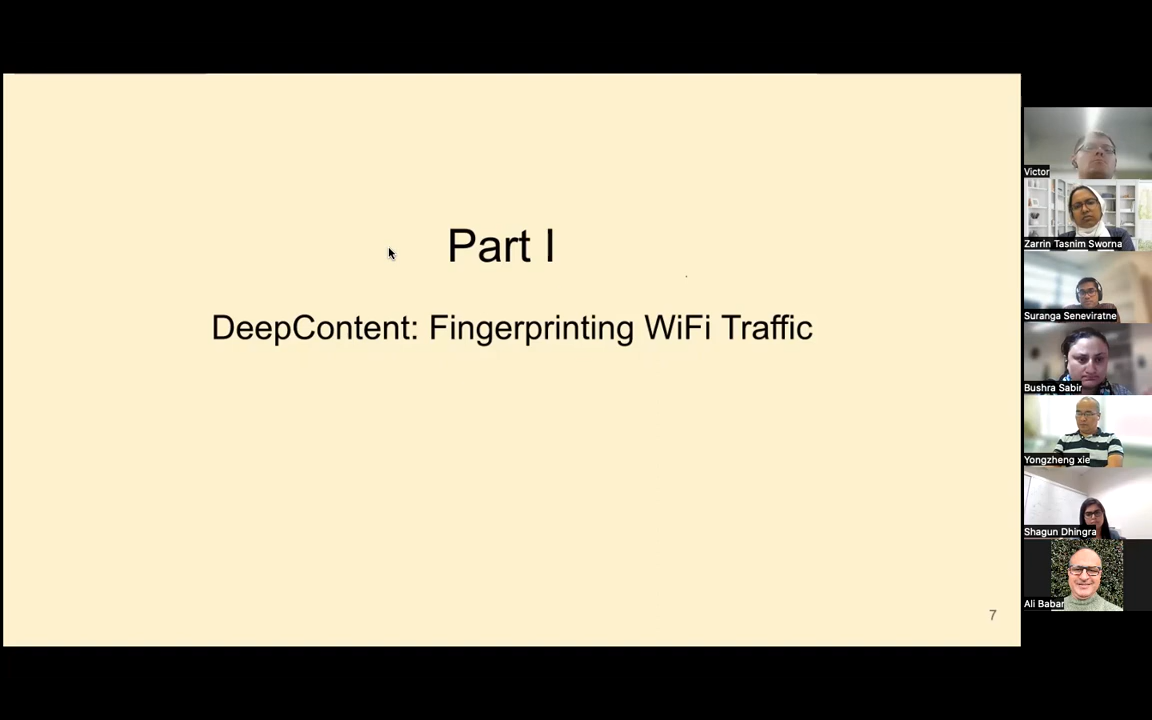 Part I
DeepContent: Fingerprinting WiFi Traffic
7
Victor
Zarrin Tasnim Sworna
Suranga Seneviratne
Bushra Sabir
Yongzheng xie
Shagun Dhingra
Ali Babar